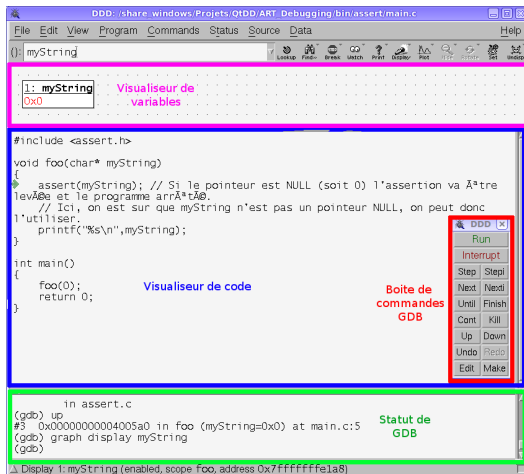 DDD: /share_windows/Projets/QtDD/ART_Debugging/bin/assert/main.c
File Edit View Program Commands Status Source Data Help
(): myString
Lookup Find» Break Watch Print Display Plot Hide Rotate Set Undisp
1: myString
0x0
Visualiseur de
variables
#include <assert.h>
void foo(char* myString)
{
assert(myString); // Si le pointeur est NULL (soit 0) l'assertion va Ãªtre
levÃ©e et le programme arrÃªtÃ©.
// Ici, on est sur que myString n'est pas un pointeur NULL, on peut donc
l'utiliser.
printf("%s\n",myString);
}
int main()
{
foo(0);
return 0;
}
Visualiseur de code
Boite de
commandes
GDB
DDD
Run
Interrupt
Step Stepi
Next Nexti
Until Finish
Cont Kill
Up Down
Undo Redo
Edit Make
in assert.c
(gdb) up
#3 0x00000000004005a0 in foo (myString=0x0) at main.c:5
(gdb) graph display myString
(gdb)
Statut de
GDB
Display 1: myString (enabled, scope foo, address 0x7fffffffe1a8)